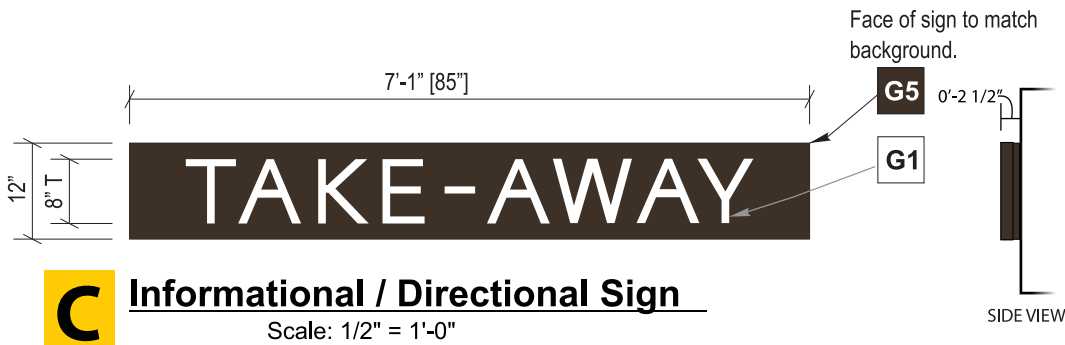 Face of sign to match
background.
7'-1" [85"]
G5
0'-2 1/2"
G1
12"
8" T
TAKE-AWAY
C
Informational / Directional Sign
Scale: 1/2" = 1'-0"
SIDE VIEW